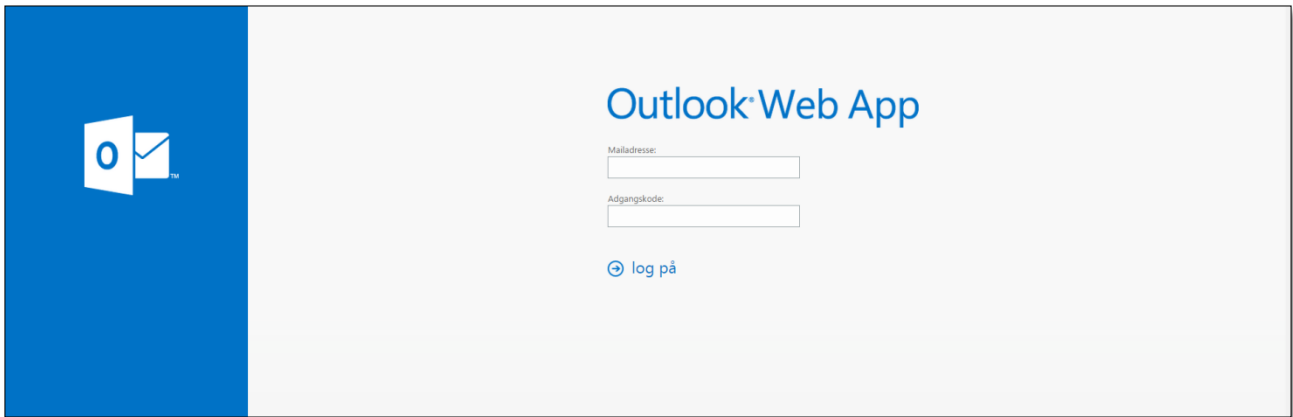 Outlook® Web App
O
TM
Mailadresse:
Adgangskode:
log på